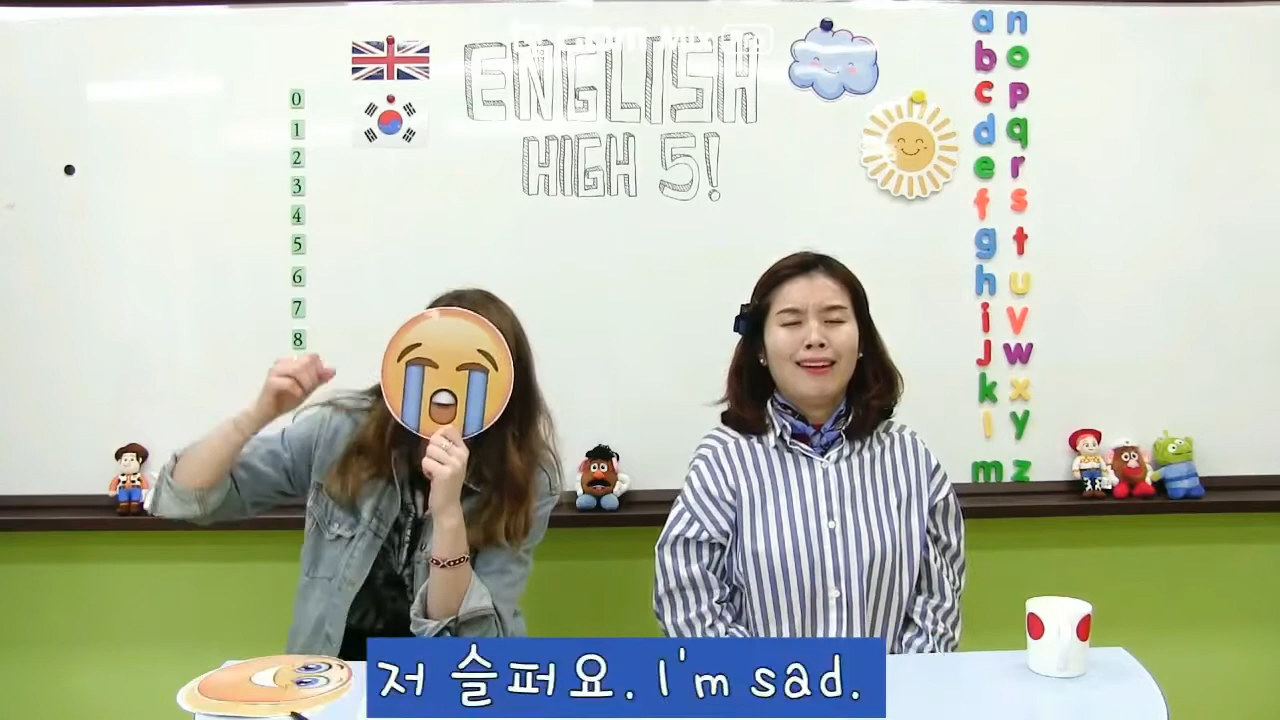 ENGLISH
HIGH 5!
0
1
2
3
4
5
6
7
8
a n
b o
c p
d q
e r
f s
g t
h u
i v
j w
k x
l y
m z
저 슬퍼요. I'm sad.